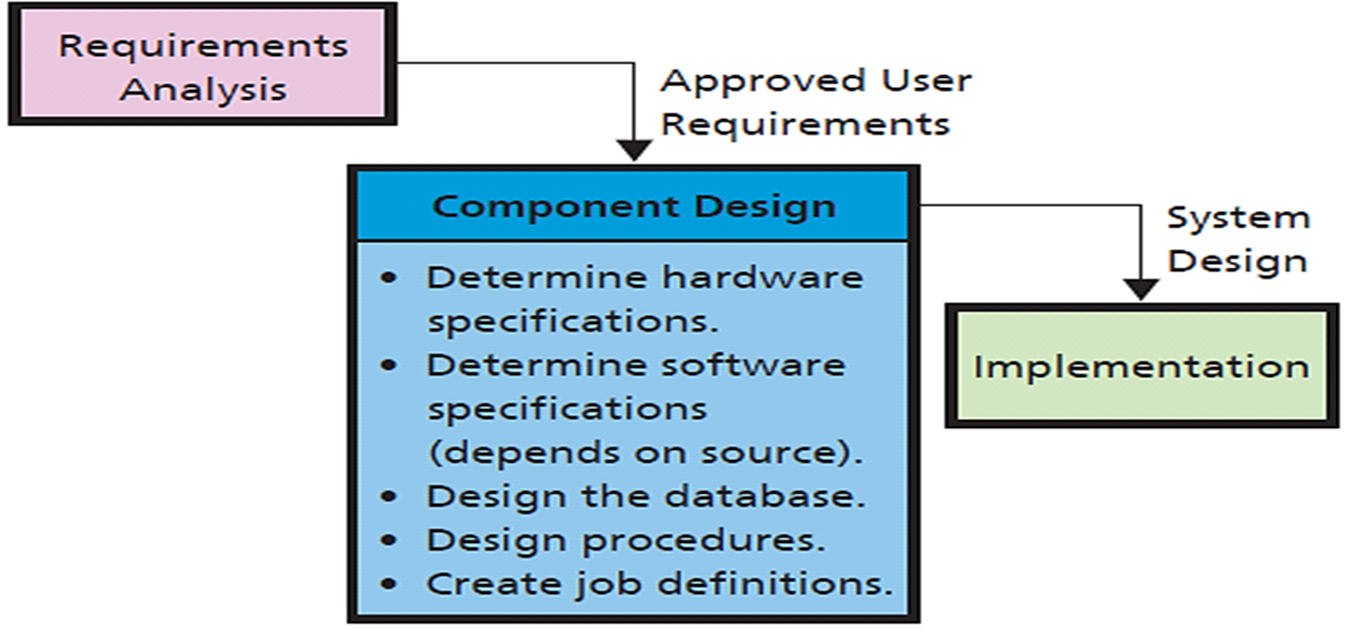 Requirements
Analysis
Approved User
Requirements
Component Design
• Determine hardware
specifications.
• Determine software
specifications
(depends on source).
• Design the database.
• Design procedures.
• Create job definitions.
System
Design
Implementation